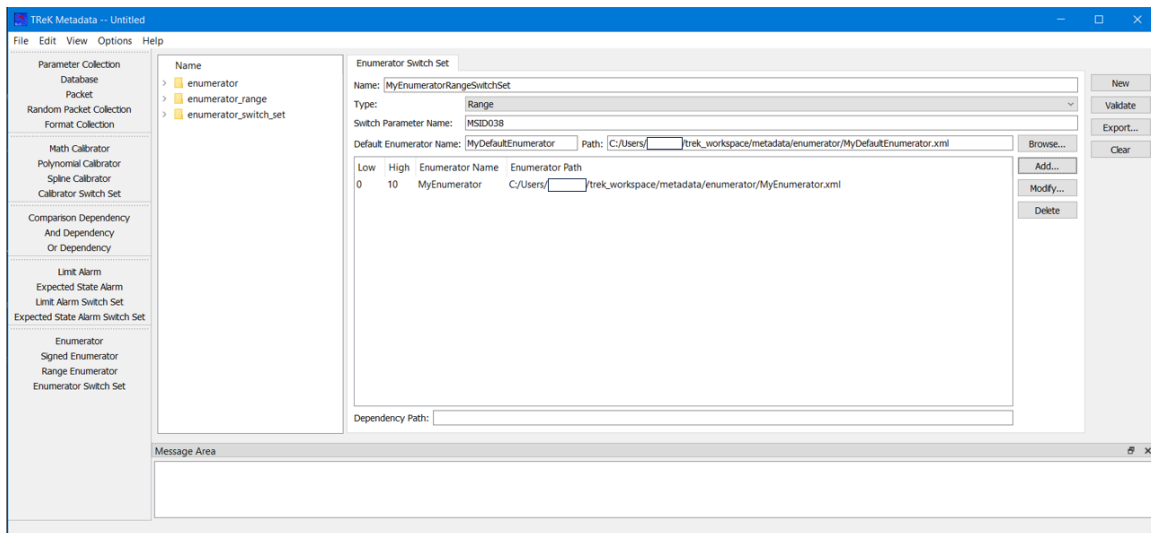 TReK Metadata -- Untitled
File Edit View Options Help
Parameter Collection
Database
Packet
Random Packet Collection
Format Collection
Math Calibrator
Polynomial Calibrator
Spline Calibrator
Calibrator Switch Set
Comparison Dependency
And Dependency
Or Dependency
Limit Alarm
Expected State Alarm
Limit Alarm Switch Set
Expected State Alarm Switch Set
Enumerator
Signed Enumerator
Range Enumerator
Enumerator Switch Set
Name
enumerator
enumerator_range
enumerator_switch_set
Enumerator Switch Set
Name: MyEnumeratorRangeSwitchSet
Type: Range
Switch Parameter Name: MSID038
Default Enumerator Name: MyDefaultEnumerator Path: C:/Users/ /trek_workspace/metadata/enumerator/MyDefaultEnumerator.xml Browse...
Low High Enumerator Name Enumerator Path
0 10 MyEnumerator C:/Users/ /trek_workspace/metadata/enumerator/MyEnumerator.xml
Add...
Modify...
Delete
Dependency Path:
New
Validate
Export...
Clear
Message Area